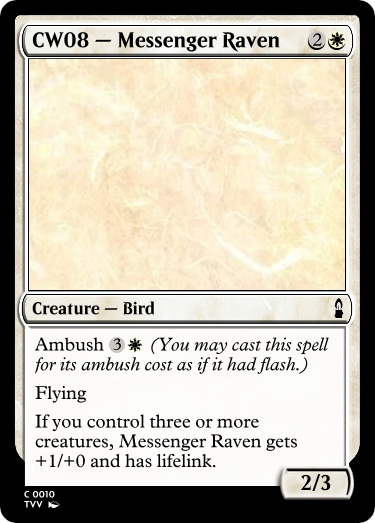 CW08 — Messenger Raven 2
Creature — Bird
Ambush 3 (You may cast this spell
for its ambush cost as if it had flash.)
Flying
If you control three or more
creatures, Messenger Raven gets
+1/+0 and has lifelink.
2/3
C 0010
TVV